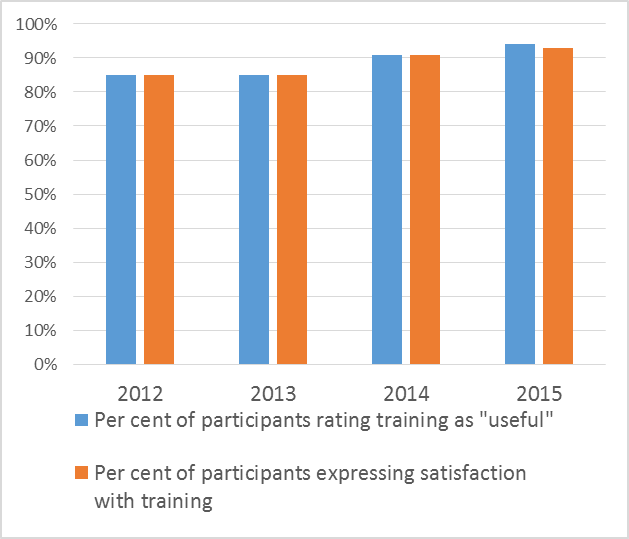 100%
90%
80%
70%
60%
50%
40%
30%
20%
10%
0%
2012 2013 2014 2015
Per cent of participants rating training as "useful"
Per cent of participants expressing satisfaction
with training